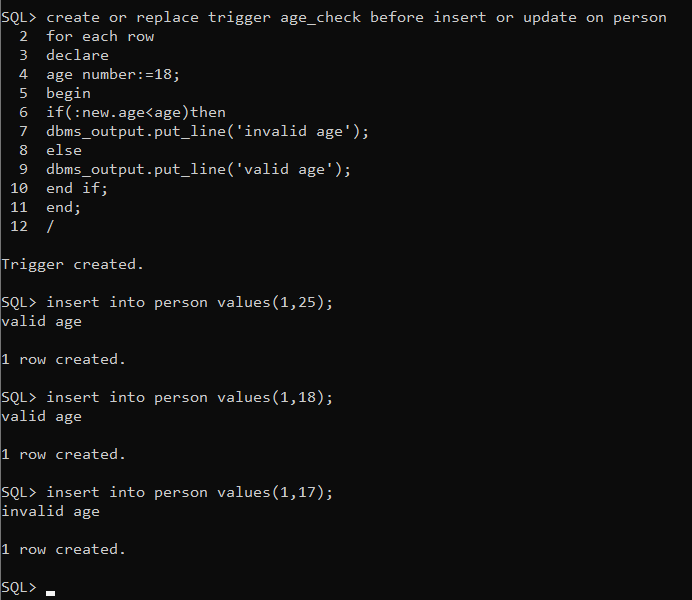 SQL> create or replace trigger age_check before insert or update on person
  2  for each row
  3  declare
  4  age number:=18;
  5  begin
  6  if(:new.age<age)then
  7  dbms_output.put_line('invalid age');
  8  else
  9  dbms_output.put_line('valid age');
 10  end if;
 11  end;
 12  /
Trigger created.
SQL> insert into person values(1,25);
valid age
1 row created.
SQL> insert into person values(1,18);
valid age
1 row created.
SQL> insert into person values(1,17);
invalid age
1 row created.
SQL>